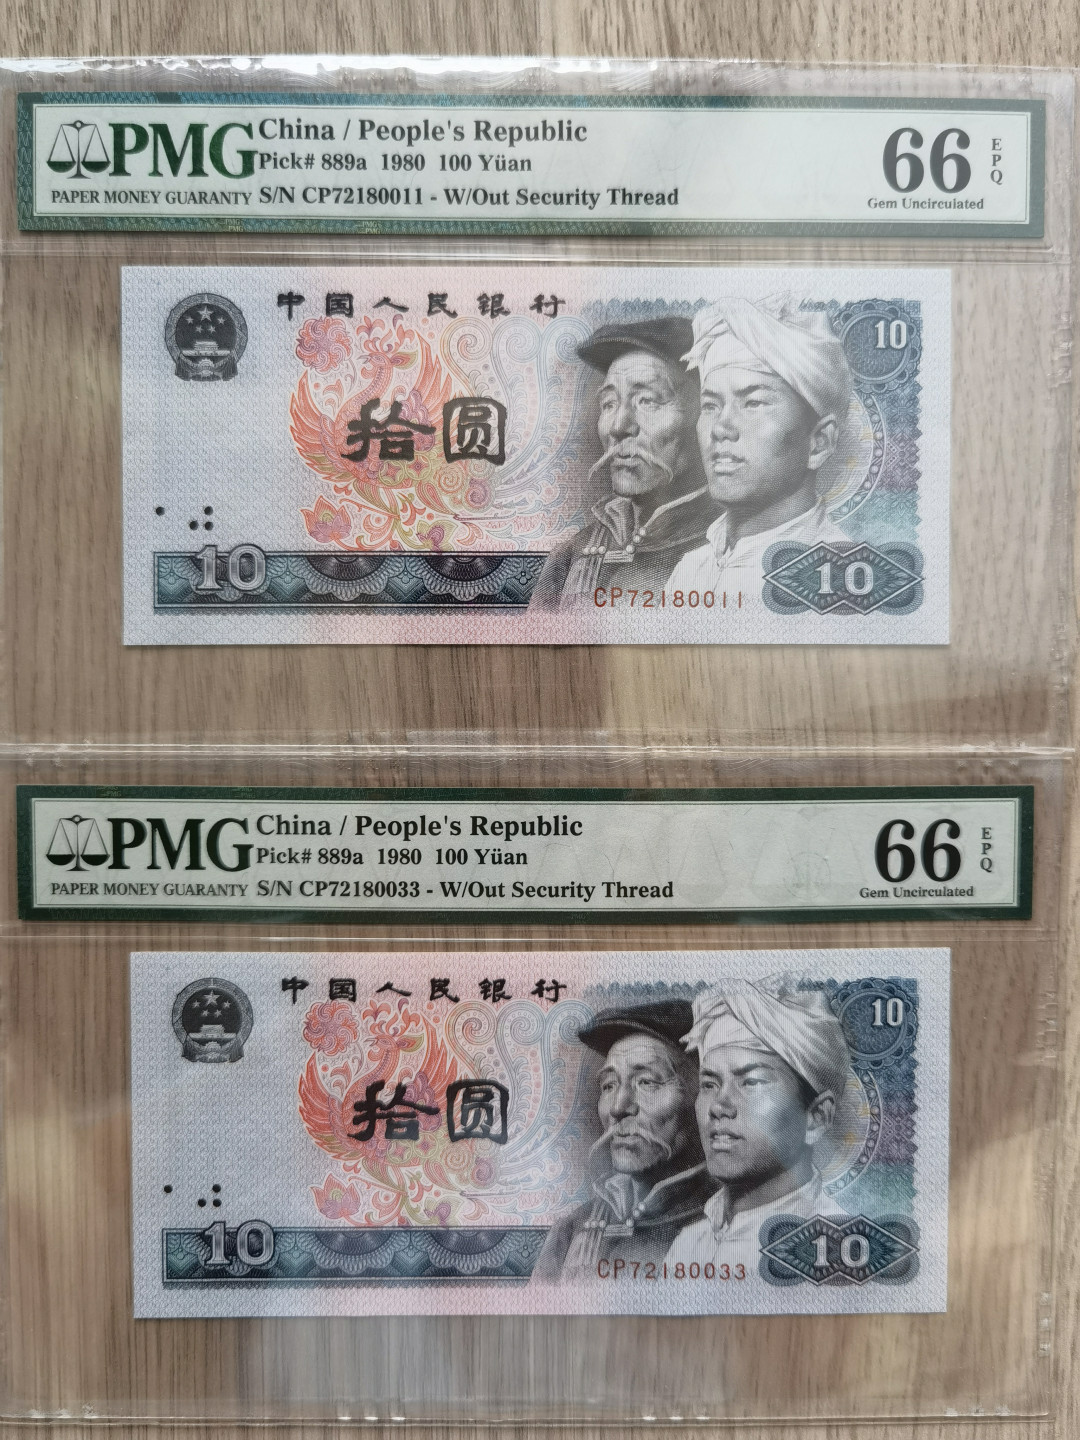 PMG
PAPER MONEY GUARANTY
China / People's Republic
Pick# 889a 1980 100 Yüan
S/N CP72180011 - W/Out Security Thread
66
EPQ
Gem Uncirculated
中国人民银行
10
拾圆
10
10
CP72180011
PMG
PAPER MONEY GUARANTY
China / People's Republic
Pick# 889a 1980 100 Yüan
S/N CP72180033 - W/Out Security Thread
66
EPQ
Gem Uncirculated
中国人民银行
10
拾圆
10
10
CP72180033